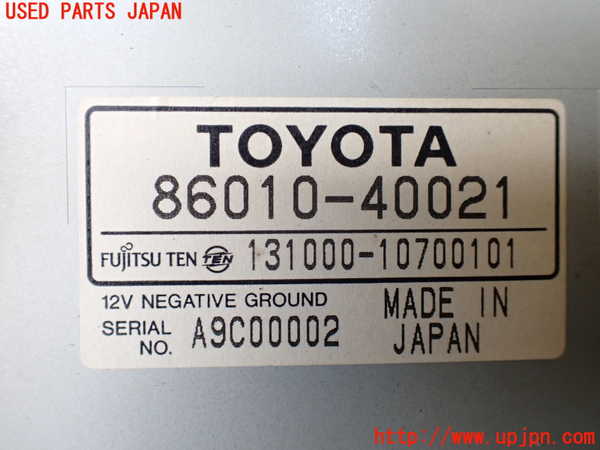 USED PARTS JAPAN
TOYOTA
86010-40021
FUJITSU TEN TEN 131000-10700101
12V NEGATIVE GROUND
SERIAL NO. A9C00002
MADE IN JAPAN
http://www.upjpn.com/